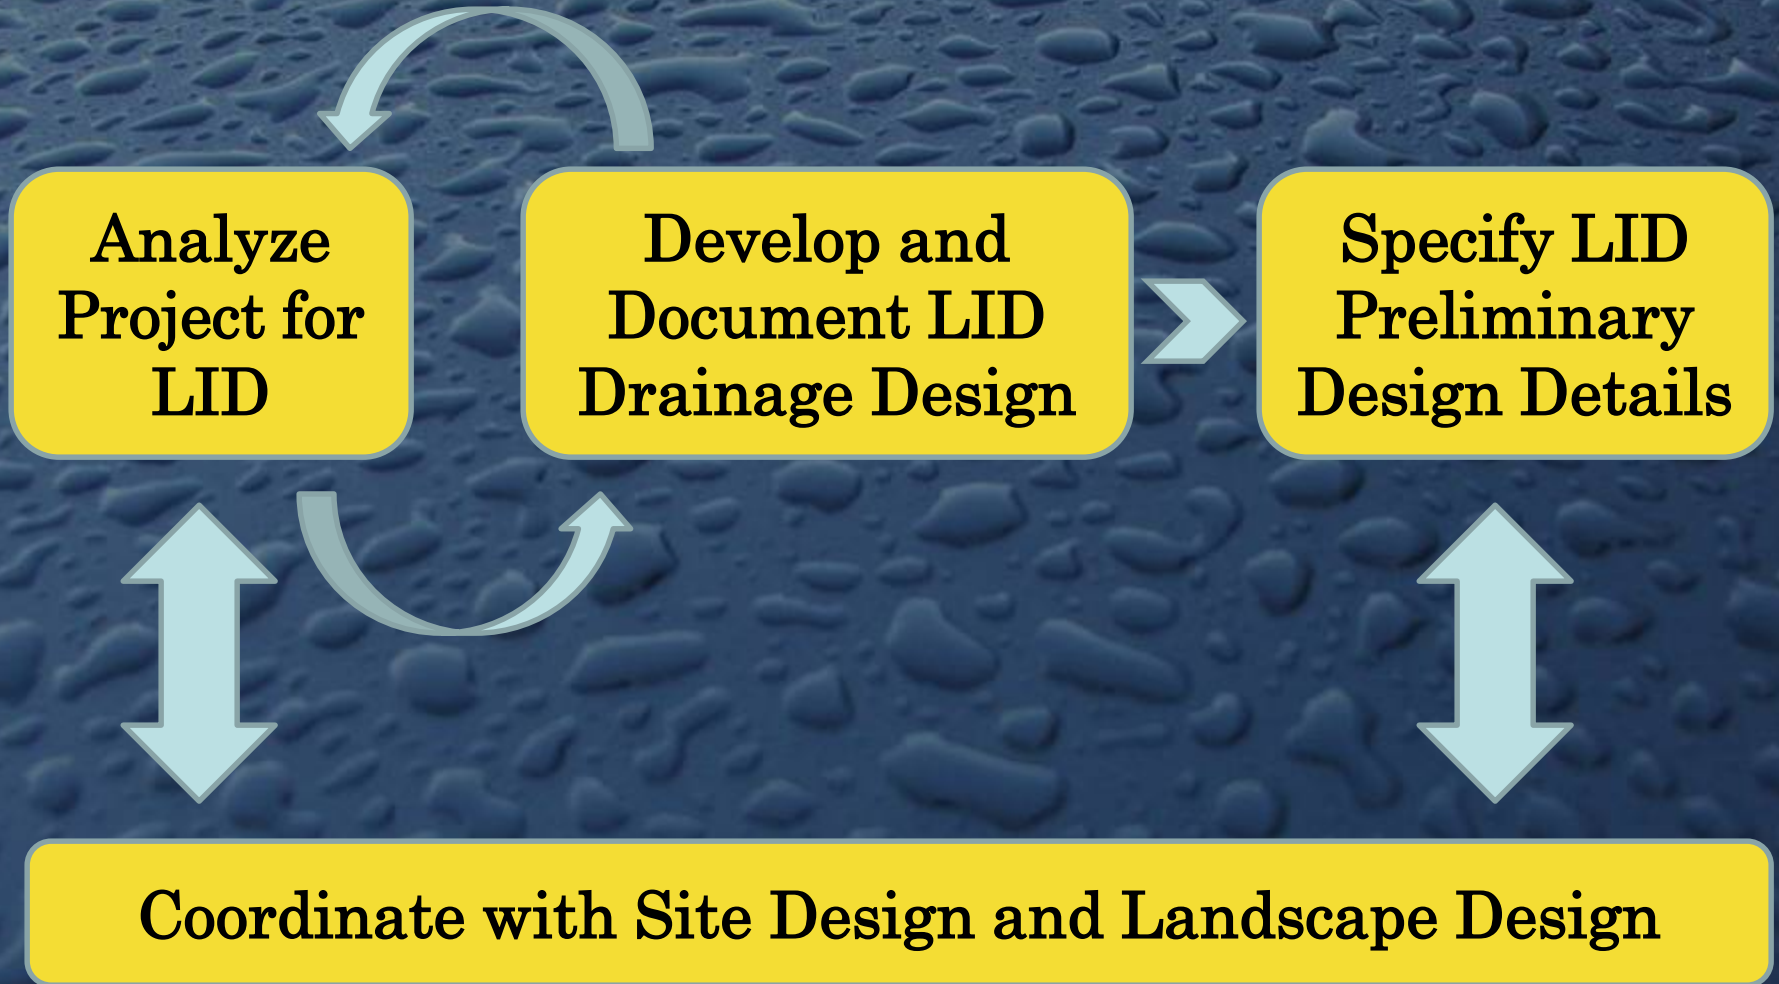 Analyze
Project for
LID
Develop and
Document LID
Drainage Design
Specify LID
Preliminary
Design Details
Coordinate with Site Design and Landscape Design